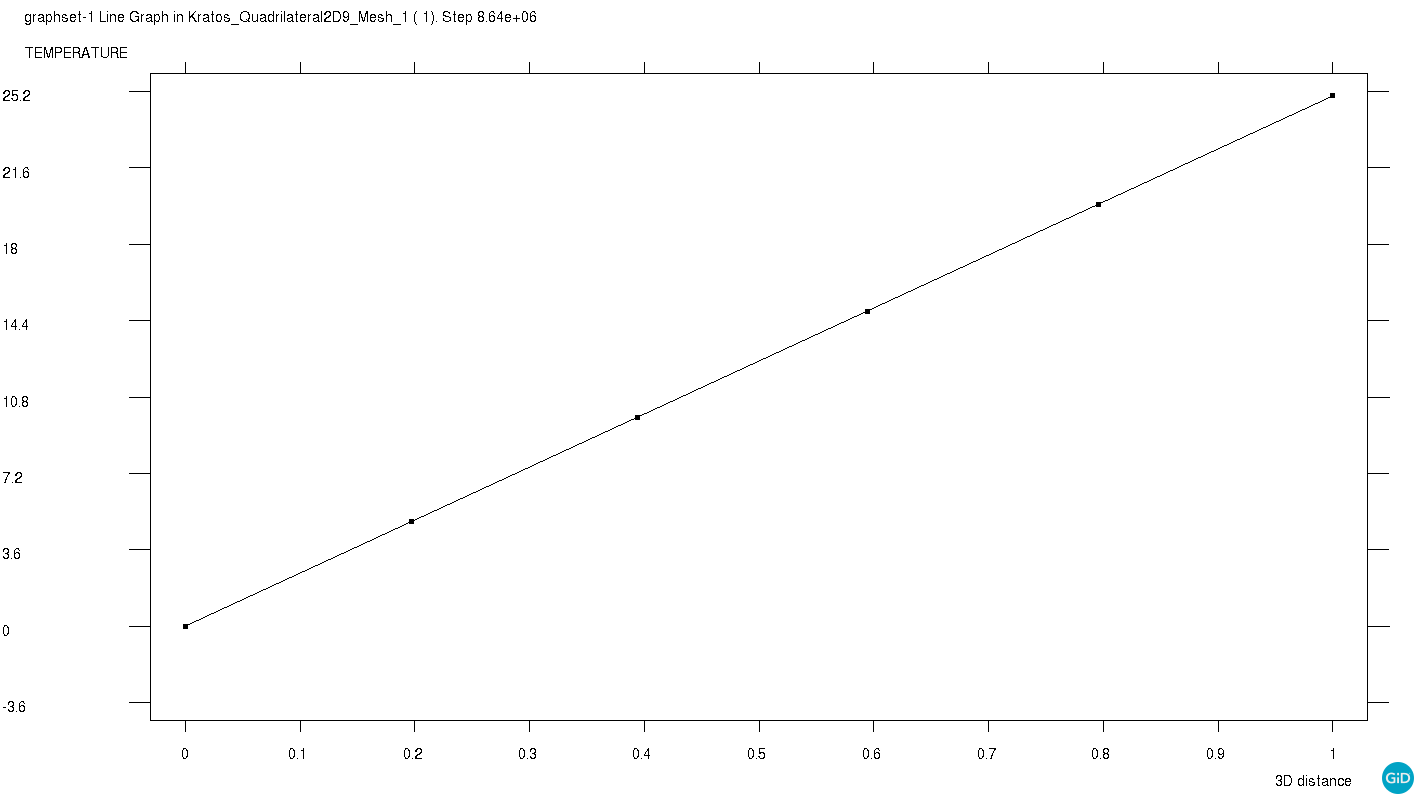 graphset-1 Line Graph in Kratos_Quadrilateral2D9_Mesh_1 ( 1). Step 8.64e+06
TEMPERATURE
25.2
21.6
18
14.4
10.8
7.2
3.6
0
-3.6
0 0.1 0.2 0.3 0.4 0.5 0.6 0.7 0.8 0.9 1
3D distance
GiD